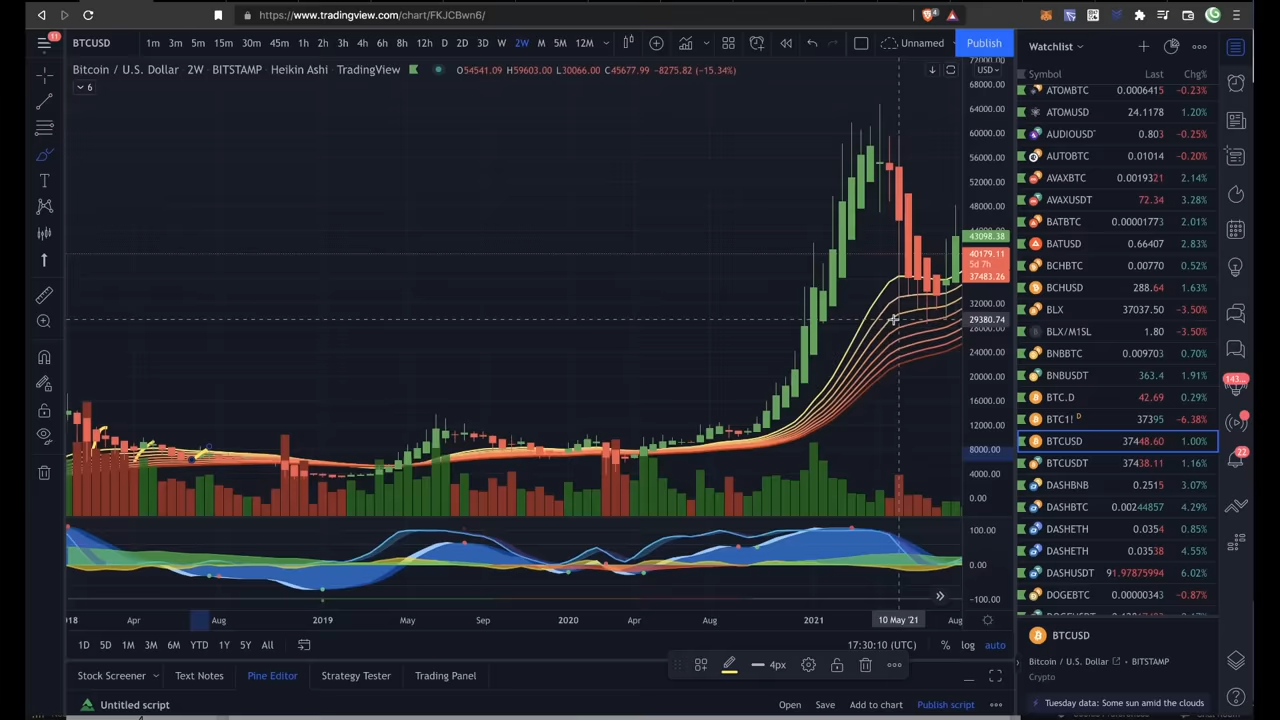 https://www.tradingview.com/chart/FKJCBwn6/
11
BTCUSD 1m 3m 5m 15m 30m 45m 1h 2h 3h 4h 6h 8h 12h D 2D 3D W 2W M 5M 12M Unnamed Publish
Bitcoin / U.S. Dollar 2W BITSTAMP Heikin Ashi TradingView O54541.09 H59603.00 L30066.00 C45677.99 -8275.82 (-15.34%) USD
6
72000.00
68000.00
64000.00
60000.00
56000.00
52000.00
48000.00
43098.38
40179.11
5d 7h
37483.26
32000.00
29380.74
28000.00
24000.00
20000.00
16000.00
12000.00
8000.00
4000.00
0.00
100.00
0.00
-100.00
2018 Apr Aug 2019 May Sep 2020 Apr Aug 2021 10 May '21 Aug
1D 5D 1M 3M 6M YTD 1Y 5Y All 17:30:10 (UTC) % log auto
4px
Stock Screener Text Notes Pine Editor Strategy Tester Trading Panel
Untitled script Open Save Add to chart Publish script
Watchlist
Symbol Last Chg%
ATOMBTC 0.0006415 -0.23%
ATOMUSD 24.1178 1.20%
AUDIOUSD 0.803 -0.25%
AUTOBTC 0.01014 -0.20%
AVAXBTC 0.0019321 2.14%
AVAXUSDT 72.34 3.28%
BATBTC 0.00001773 2.01%
BATUSD 0.66407 2.83%
BCHBTC 0.00770 0.52%
BCHUSD 288.64 1.63%
BLX 37037.50 -3.50%
BLX/M1SL 1.80 -3.50%
BNBBTC 0.009703 0.70%
BNBUSDT 363.4 1.91%
BTC.D 42.69 0.29%
BTC1! D 37395 -6.38%
BTCUSD 37448.60 1.00%
BTCUSDT 37438.11 1.16%
DASHBNB 0.2515 3.07%
DASHBTC 0.00244857 4.29%
DASHETH 0.0354 0.85%
DASHETH 0.03538 4.55%
DASHUSDT 91.97875994 6.02%
DOGEBTC 0.00000343 -0.87%
BTCUSD
Bitcoin / U.S. Dollar BITSTAMP
Crypto
Tuesday data: Some sun amid the clouds
143...
22